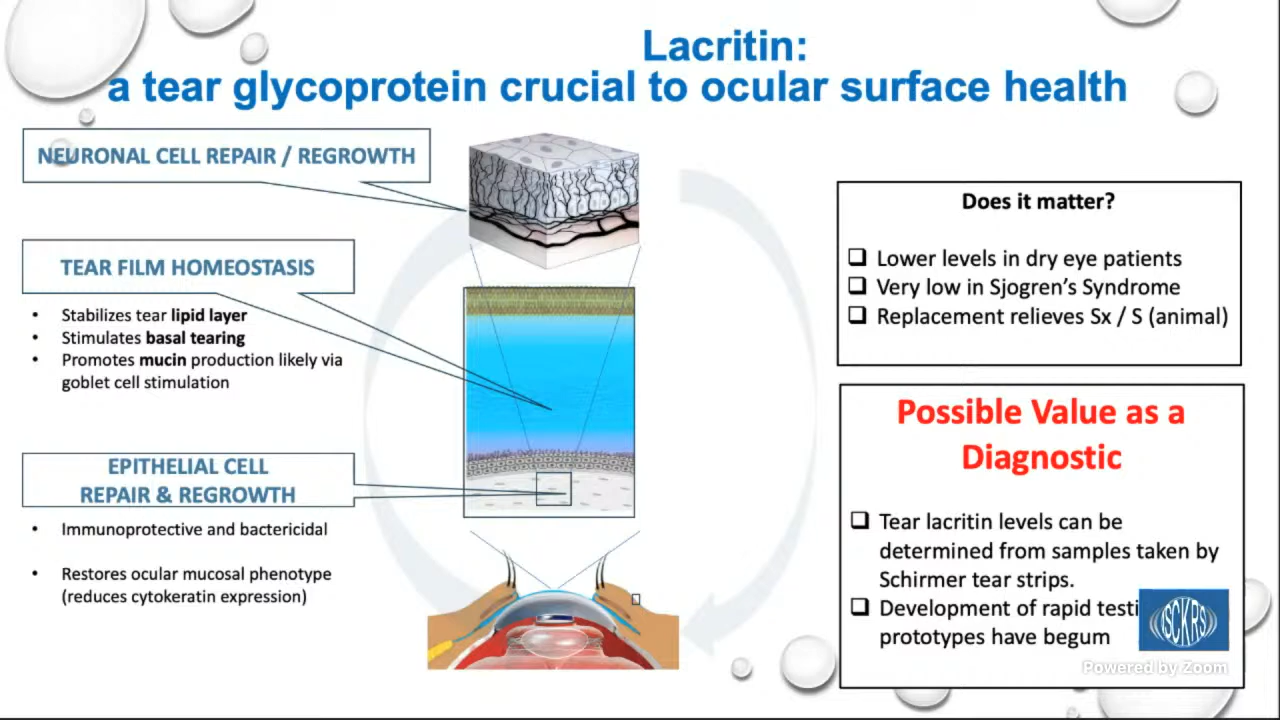 Lacritin:
a tear glycoprotein crucial to ocular surface health
NEURONAL CELL REPAIR / REGROWTH
TEAR FILM HOMEOSTASIS
• Stabilizes tear lipid layer
• Stimulates basal tearing
• Promotes mucin production likely via
goblet cell stimulation
EPITHELIAL CELL
REPAIR & REGROWTH
• Immunoprotective and bactericidal
• Restores ocular mucosal phenotype
(reduces cytokeratin expression)
Does it matter?
❑ Lower levels in dry eye patients
❑ Very low in Sjogren's Syndrome
❑ Replacement relieves Sx / S (animal)
Possible Value as a
Diagnostic
❑ Tear lacritin levels can be
determined from samples taken by
Schirmer tear strips.
❑ Development of rapid testi
prototypes have begum
ISCKRS
Powered by Zoom